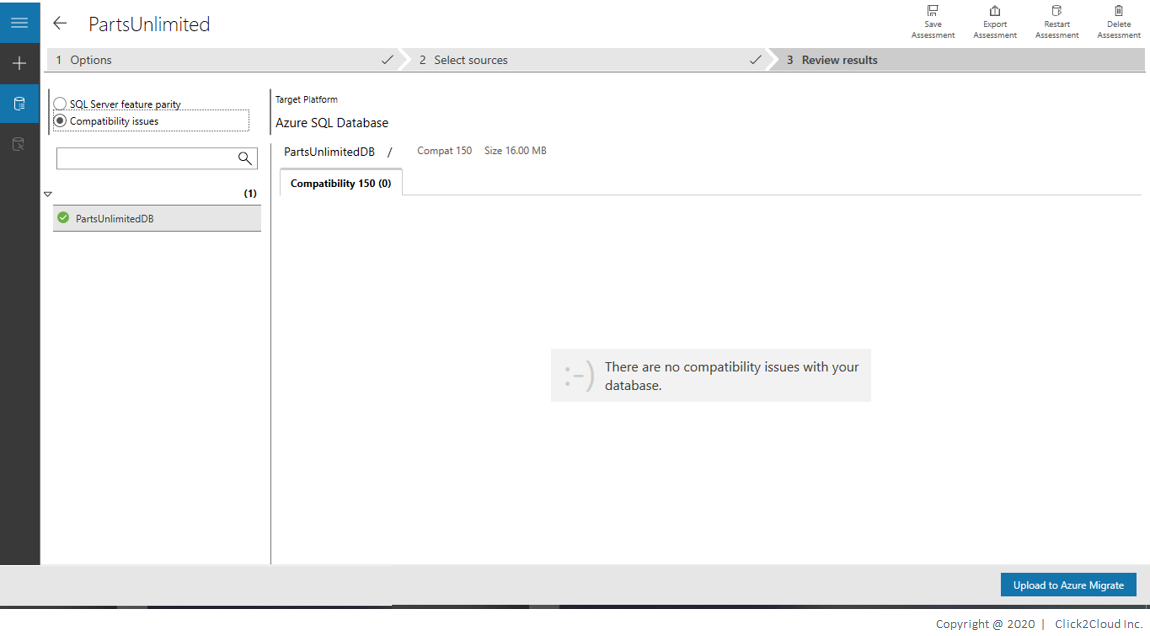 PartsUnlimited
Save Assessment
Export Assessment
Restart Assessment
Delete Assessment
1 Options
2 Select sources
3 Review results
SQL Server feature parity
Compatibility issues
(1)
PartsUnlimitedDB
Target Platform
Azure SQL Database
PartsUnlimitedDB / Compat 150 Size 16.00 MB
Compatibility 150 (0)
:-)
There are no compatibility issues with your
database.
Upload to Azure Migrate
Copyright @ 2020 | Click2Cloud Inc.